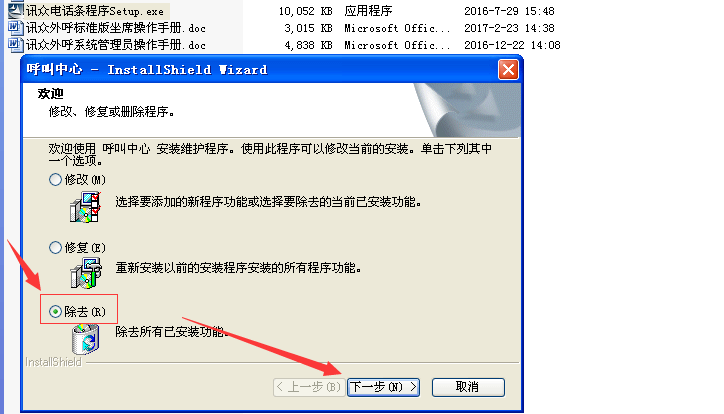 讯众电话条程序Setup.exe 10,052 KB 应用程序 2016-7-29 15:48
讯众外呼标准版坐席操作手册.doc 3,015 KB Microsoft Offic... 2017-2-23 14:38
讯众外呼系统管理员操作手册.doc 4,838 KB Microsoft Offic... 2016-12-22 14:08
呼叫中心 - InstallShield Wizard
欢迎
修改、修复或删除程序。
欢迎使用 呼叫中心 安装维护程序。使用此程序可以修改当前的安装。单击下列其中
一个选项。
修改(M)
选择要添加的新程序功能或选择要除去的当前已安装功能。
修复(E)
重新安装以前的安装程序安装的所有程序功能。
除去(R)
除去所有已安装功能。
InstallShield
< 上一步(B) 下一步(N) > 取消